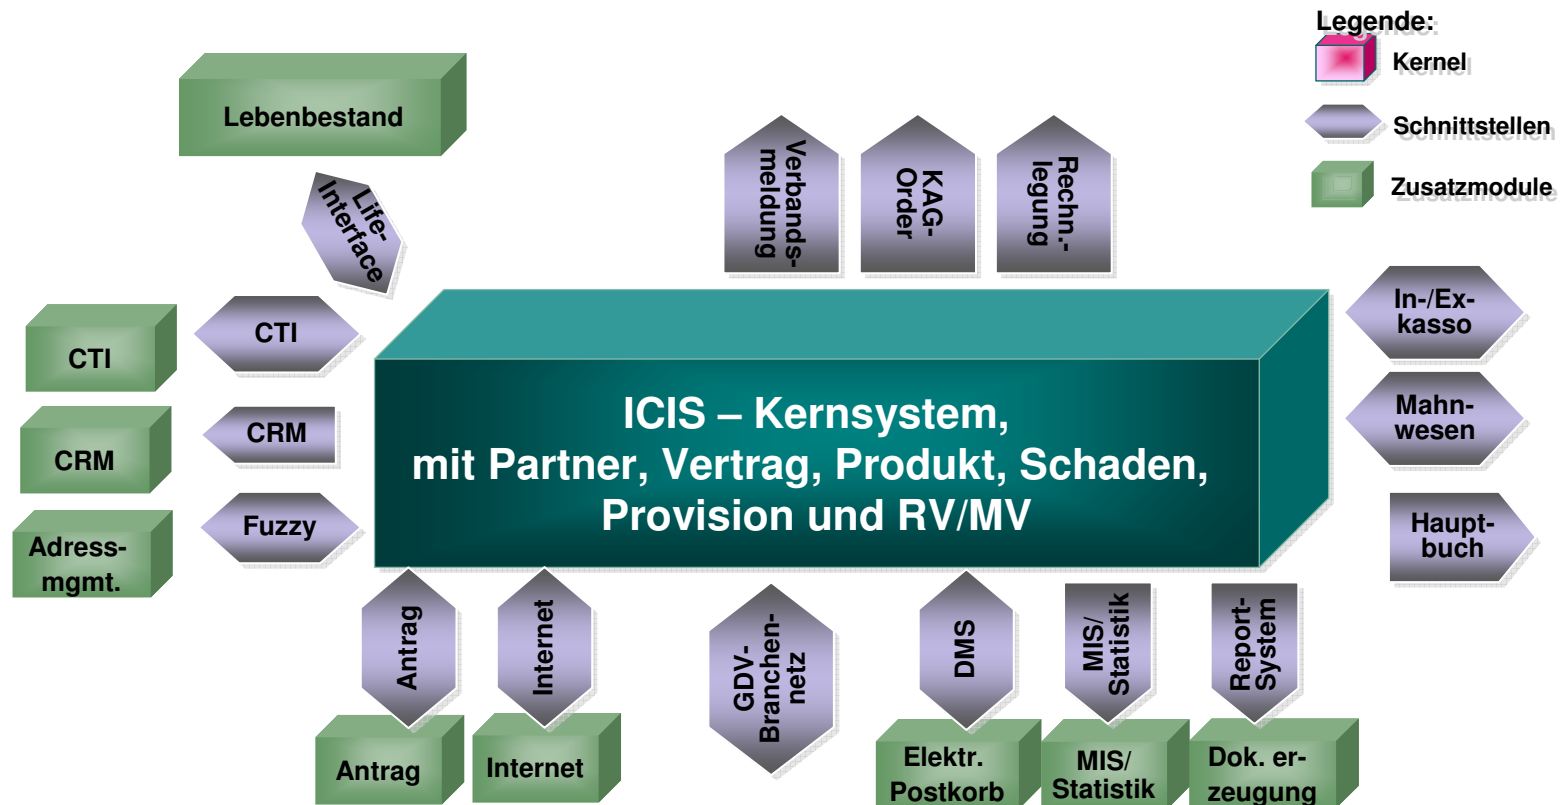 Legende:
Kernel
Schnittstellen
Zusatzmodule
Lebenbestand
Life-
Interface
Verbands-
meldung
KAG-
Order
Rechn.-
legung
CTI
CTI
CRM
CRM
Adress-
mgmt.
Fuzzy
ICIS – Kernsystem,
mit Partner, Vertrag, Produkt, Schaden,
Provision und RV/MV
In-/Ex-
kasso
Mahn-
wesen
Haupt-
buch
Antrag
Internet
GDV-
Branchen-
netz
DMS
MIS/
Statistik
Report-
System
Antrag
Internet
Elektr.
Postkorb
MIS/
Statistik
Dok. er-
zeugung